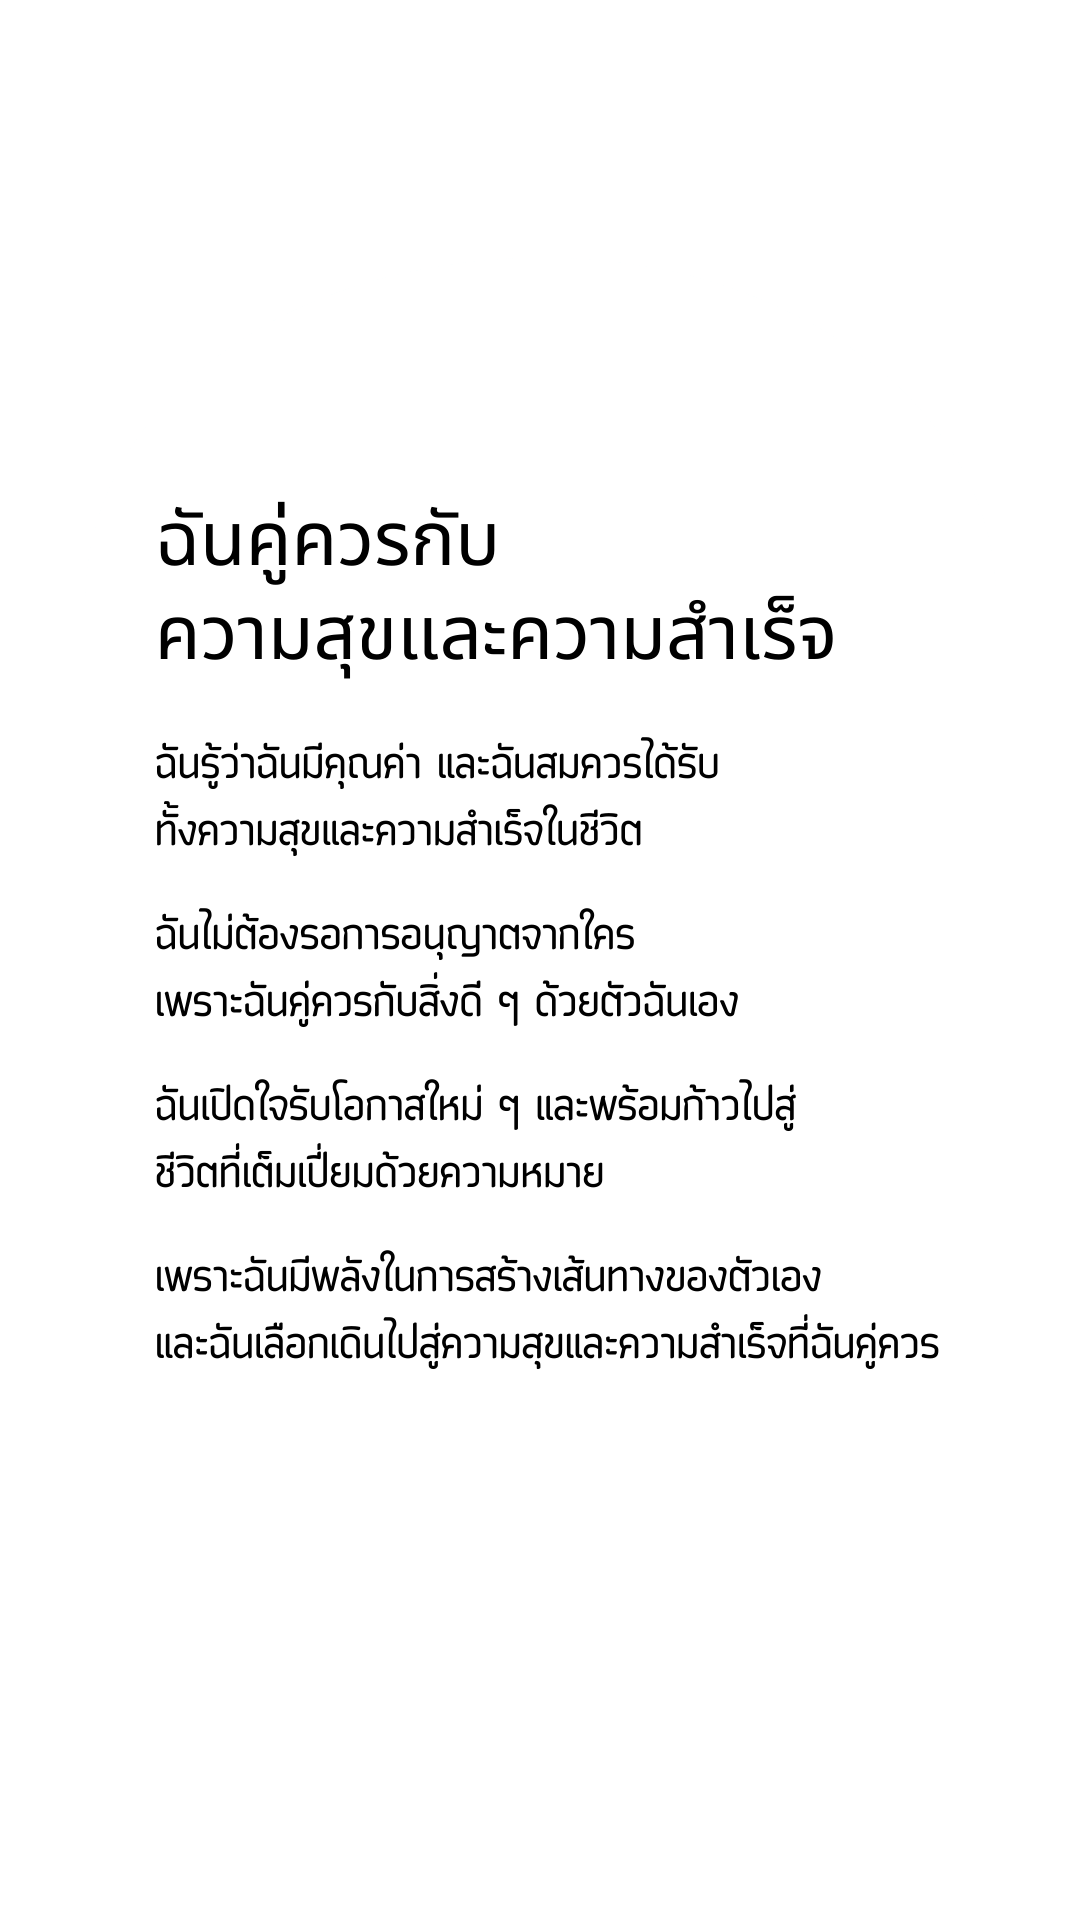 ฉันคู่ควรกับ
ความสุขและความสำเร็จ
ฉันรู้ว่าฉันมีคุณค่า และฉันสมควรได้รับ
ทั้งความสุขและความสำเร็จในชีวิต
ฉันไม่ต้องรอการอนุญาตจากใคร
เพราะฉันคู่ควรกับสิ่งดี ๆ ด้วยตัวฉันเอง
ฉันเปิดใจรับโอกาสใหม่ ๆ และพร้อมก้าวไปสู่
ชีวิตที่เต็มเปี่ยมด้วยความหมาย
เพราะฉันมีพลังในการสร้างเส้นทางของตัวเอง
และฉันเลือกเดินไปสู่ความสุขและความสำเร็จที่ฉันคู่ควร